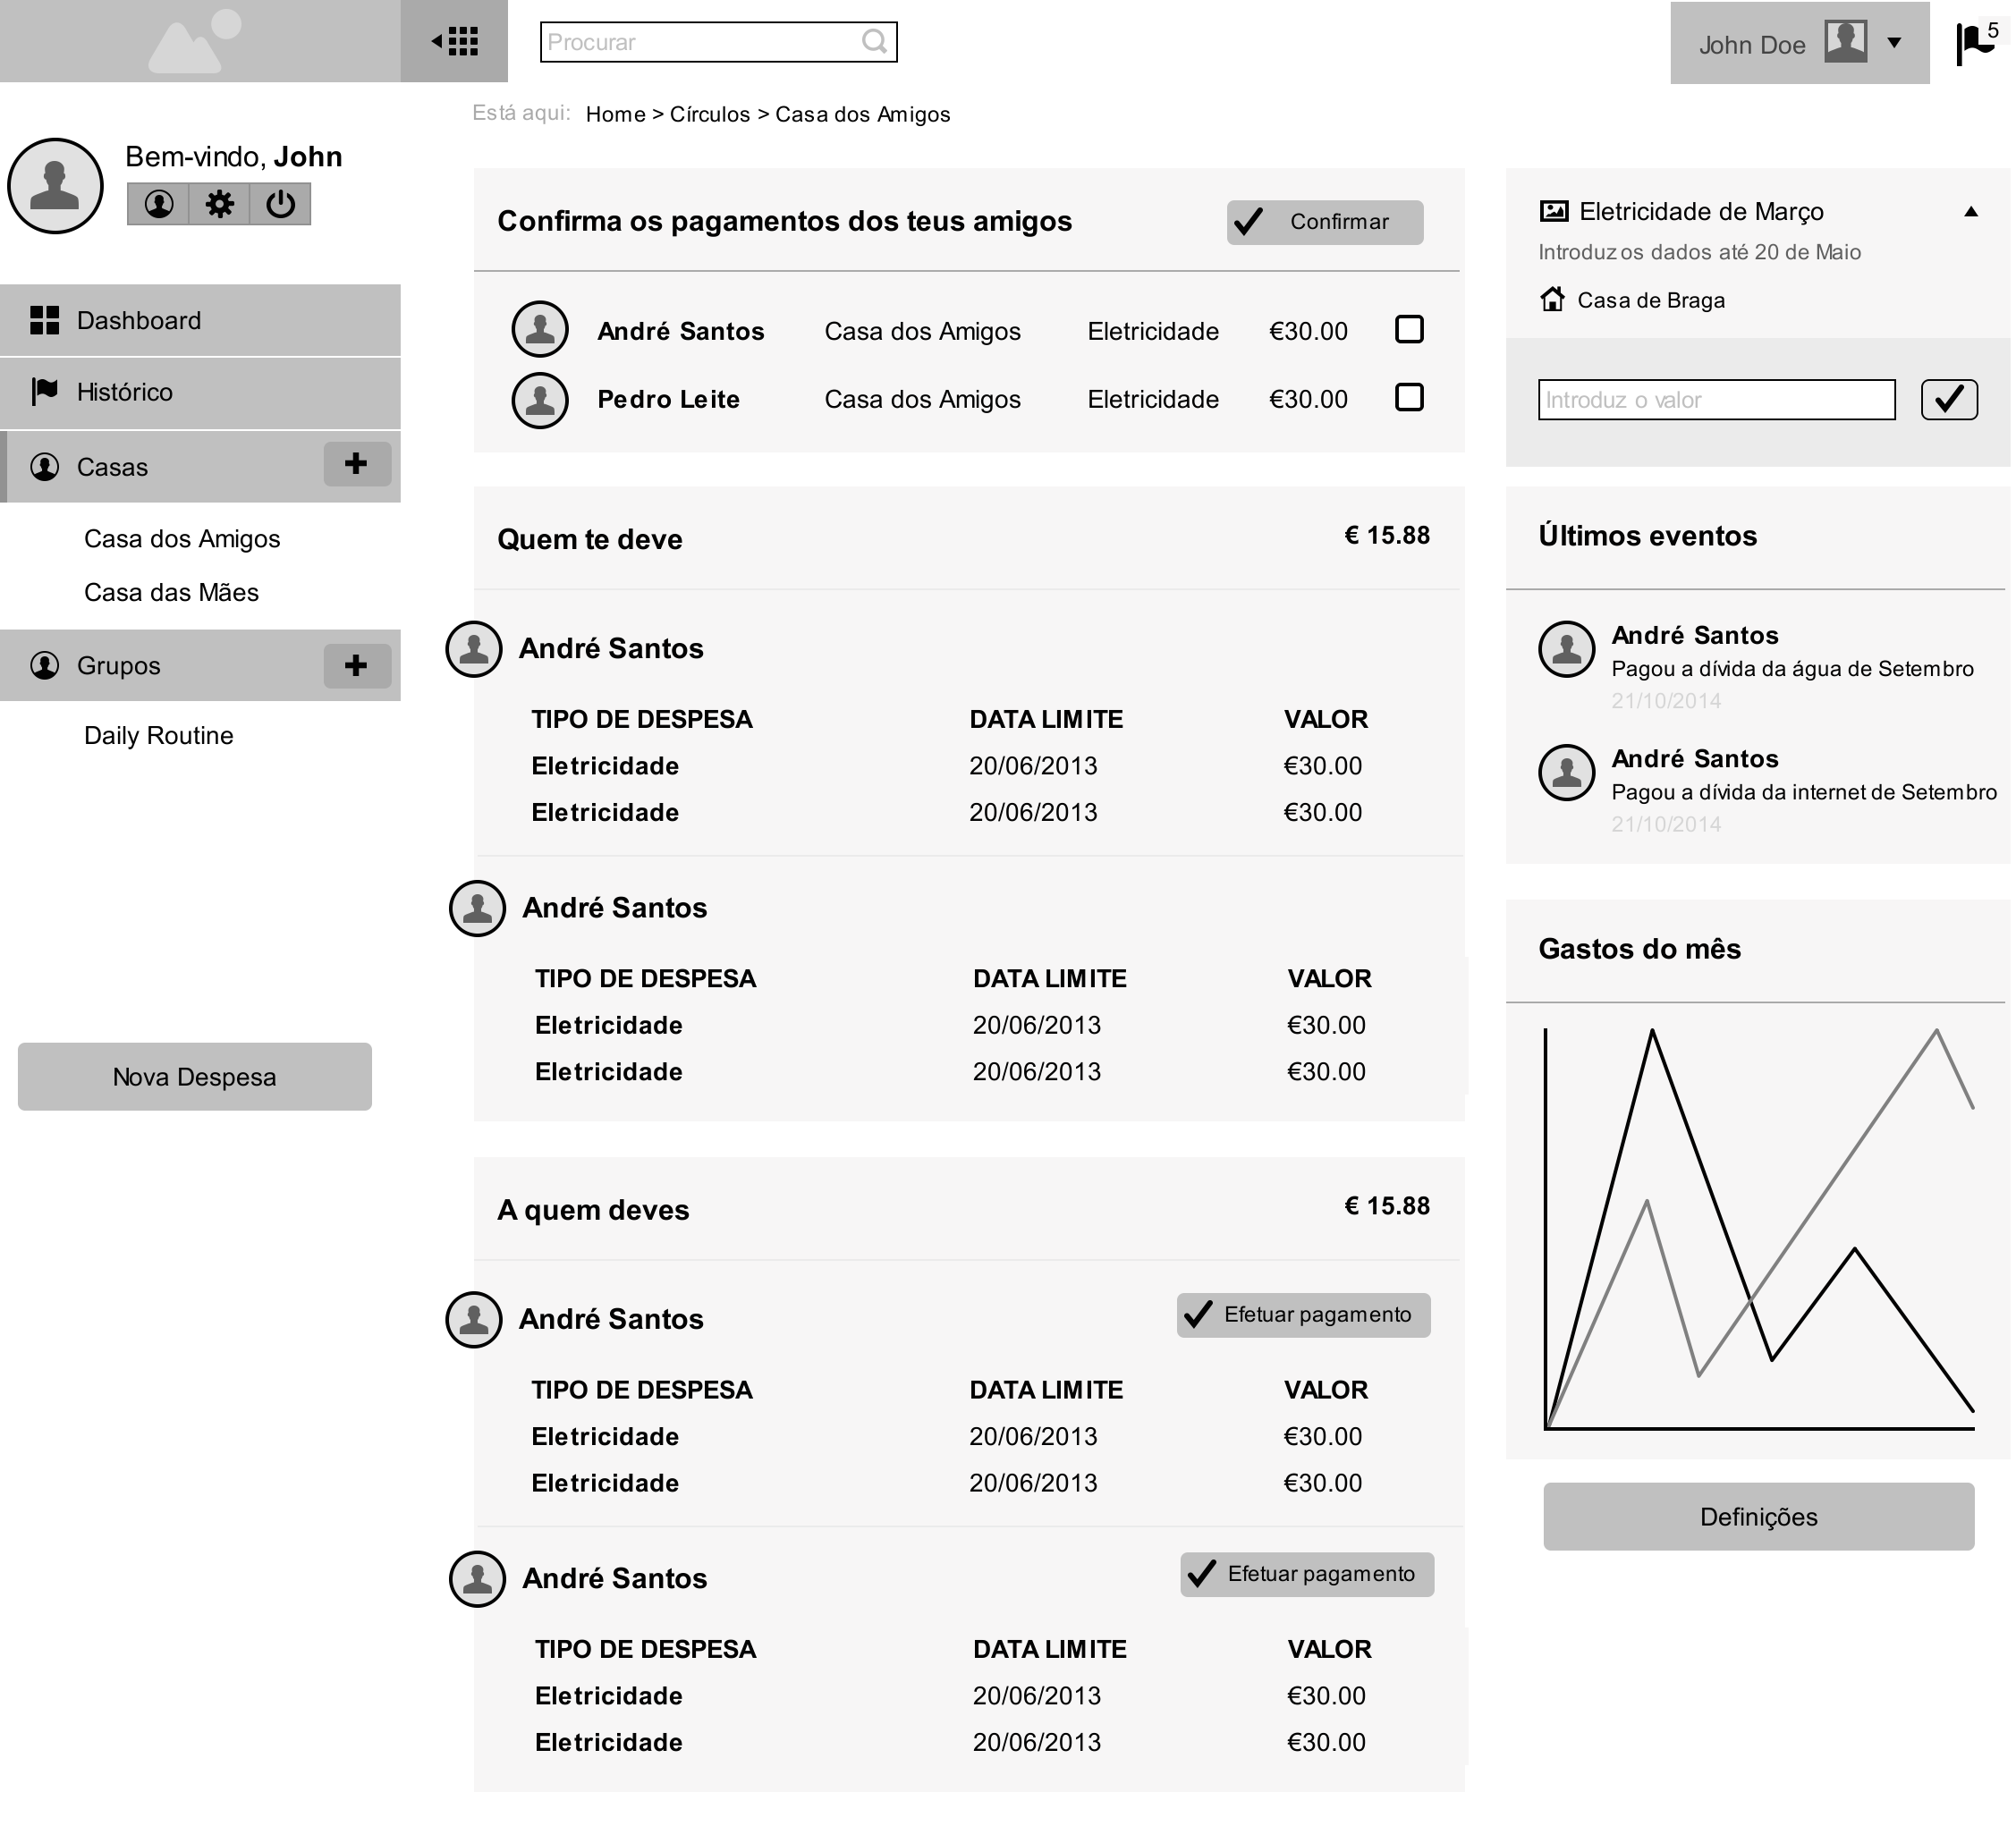 Procurar
John Doe
5
Está aqui: Home > Círculos > Casa dos Amigos
Bem-vindo, John
Dashboard
Histórico
Casas
Casa dos Amigos
Casa das Mães
Grupos
Daily Routine
Nova Despesa
Confirma os pagamentos dos teus amigos
Confirmar
André Santos Casa dos Amigos Eletricidade €30.00
Pedro Leite Casa dos Amigos Eletricidade €30.00
Quem te deve € 15.88
André Santos
TIPO DE DESPESA DATA LIMITE VALOR
Eletricidade 20/06/2013 €30.00
Eletricidade 20/06/2013 €30.00
André Santos
TIPO DE DESPESA DATA LIMITE VALOR
Eletricidade 20/06/2013 €30.00
Eletricidade 20/06/2013 €30.00
A quem deves € 15.88
André Santos Efetuar pagamento
TIPO DE DESPESA DATA LIMITE VALOR
Eletricidade 20/06/2013 €30.00
Eletricidade 20/06/2013 €30.00
André Santos Efetuar pagamento
TIPO DE DESPESA DATA LIMITE VALOR
Eletricidade 20/06/2013 €30.00
Eletricidade 20/06/2013 €30.00
Eletricidade de Março
Introduz os dados até 20 de Maio
Casa de Braga
Introduz o valor
Últimos eventos
André Santos
Pagou a dívida da água de Setembro
21/10/2014
André Santos
Pagou a dívida da internet de Setembro
21/10/2014
Gastos do mês
Definições